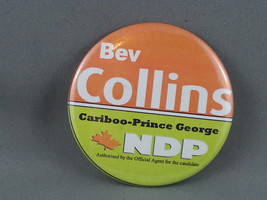 Bev
Collins
Cariboo-Prince George
NDP
Authorized by the Official Agent for the candidate